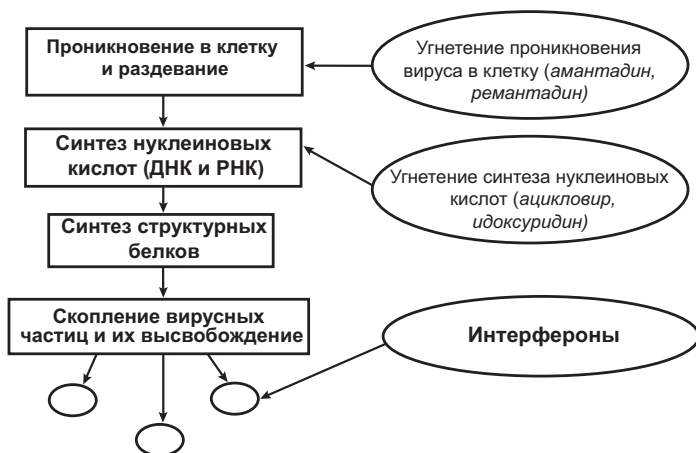 Проникновение в клетку
и раздевание
Угнетение проникновения
вируса в клетку (амантадин,
ремантадин)
Синтез нуклеиновых
кислот (ДНК и РНК)
Угнетение синтеза нуклеиновых
кислот (ацикловир,
идоксуридин)
Синтез структурных
белков
Скопление вирусных
частиц и их высвобождение
Интерфероны